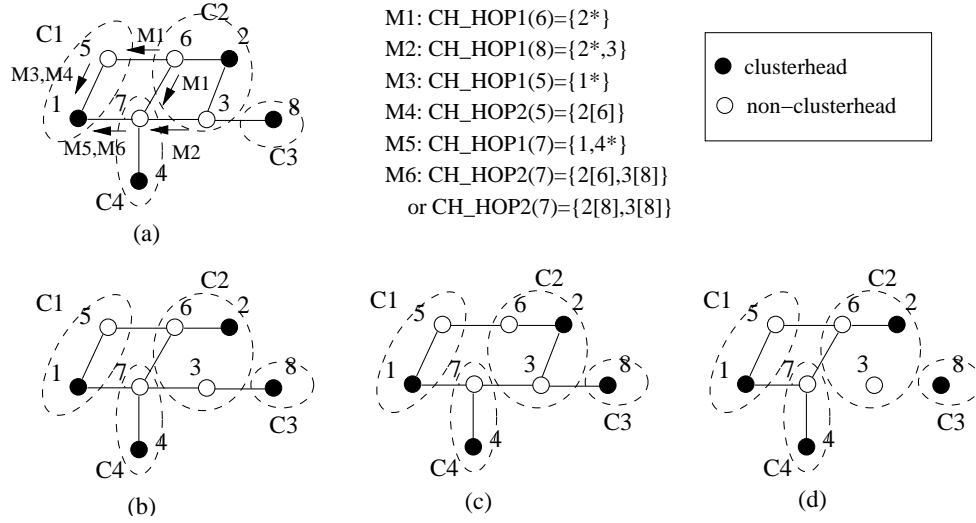 C1
C2
M1
5
6
2
M3,M4
M1
1
7
3
8
M5,M6
M2
C3
4
C4
(a)
M1: CH_HOP1(6)={2*}
M2: CH_HOP1(8)={2*,3}
M3: CH_HOP1(5)={1*}
M4: CH_HOP2(5)={2[6]}
M5: CH_HOP1(7)={1,4*}
M6: CH_HOP2(7)={2[6],3[8]}
or CH_HOP2(7)={2[8],3[8]}
clusterhead
non−clusterhead
C1
C2
5
6
2
1
7
3
8
C3
4
C4
(b)
C1
C2
5
6
2
1
7
3
8
C3
4
C4
(c)
C1
C2
5
6
2
1
7
3
8
C3
4
C4
(d)